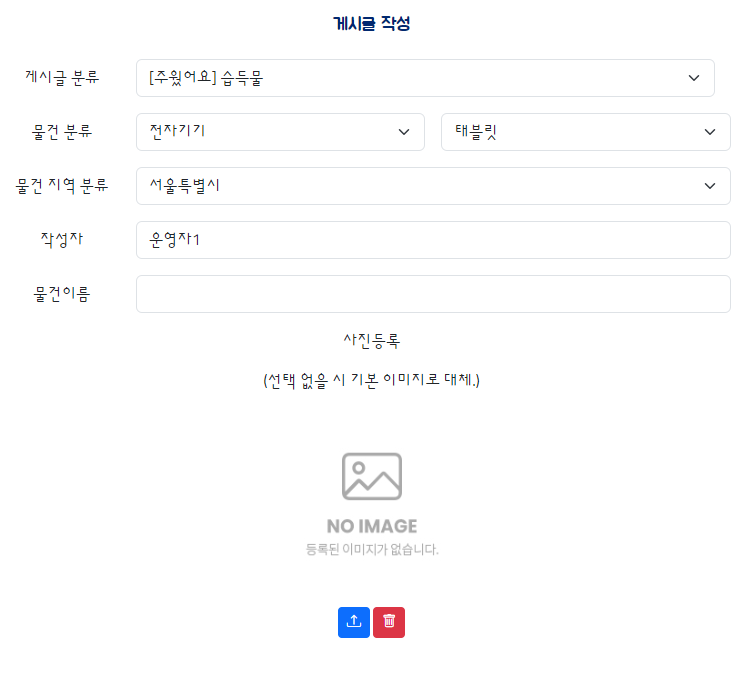 게시글 작성
게시글 분류 [주웠어요] 습득물
물건 분류 전자기기 태블릿
물건 지역 분류 서울특별시
작성자 운영자1
물건이름
사진등록
(선택 없을 시 기본 이미지로 대체.)
NO IMAGE
등록된 이미지가 없습니다.